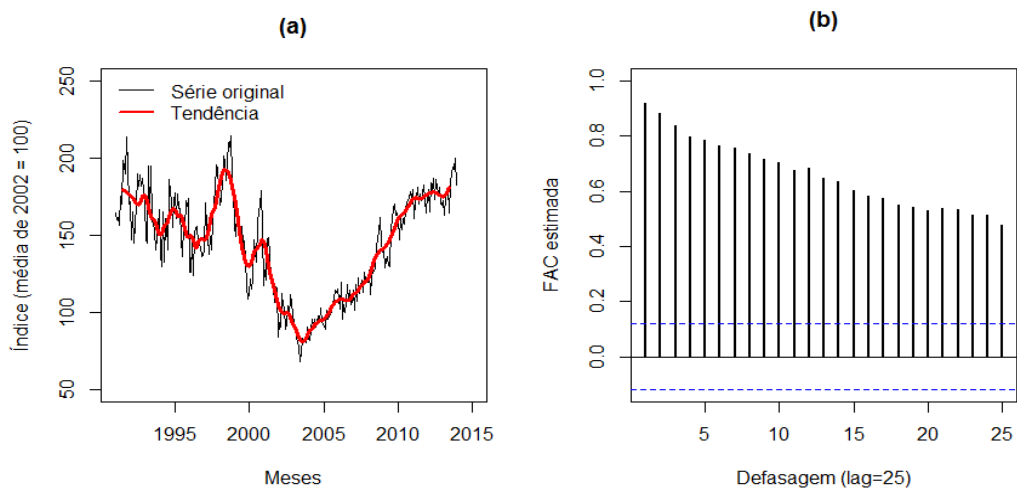 (a)
Índice (média de 2002 = 100)
250
200
150
100
50
Série original
Tendência
1995 2000 2005 2010 2015
Meses
(b)
FAC estimada
1.0
0.8
0.6
0.4
0.2
0.0
5 10 15 20 25
Defasagem (lag=25)